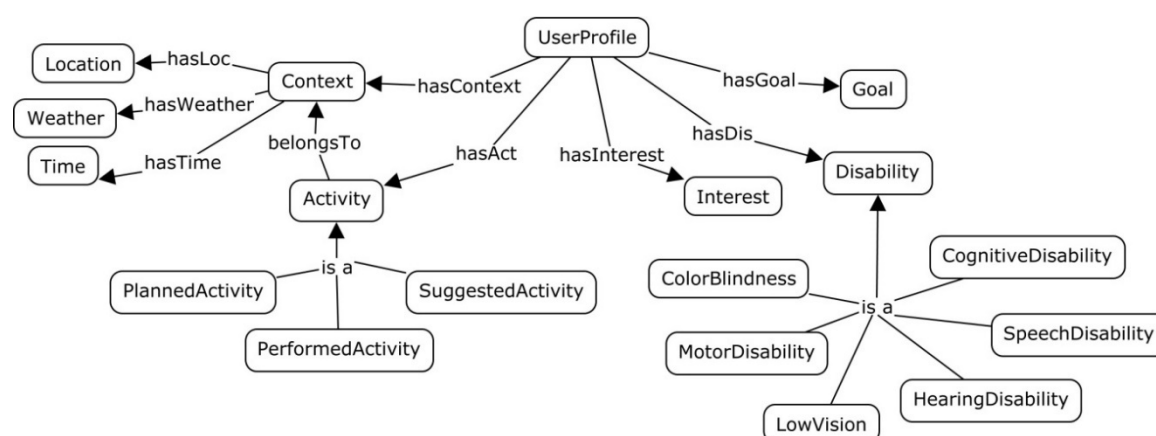 UserProfile
Location
hasLoc
Context
hasContext
hasGoal
Goal
Weather
hasWeather
Time
hasTime
belongsTo
hasAct
hasInterest
hasDis
Disability
Activity
Interest
is a
PlannedActivity
SuggestedActivity
PerformedActivity
ColorBlindness
CognitiveDisability
is a
MotorDisability
SpeechDisability
HearingDisability
LowVision